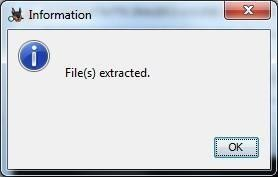 Information
File(s) extracted.
OK